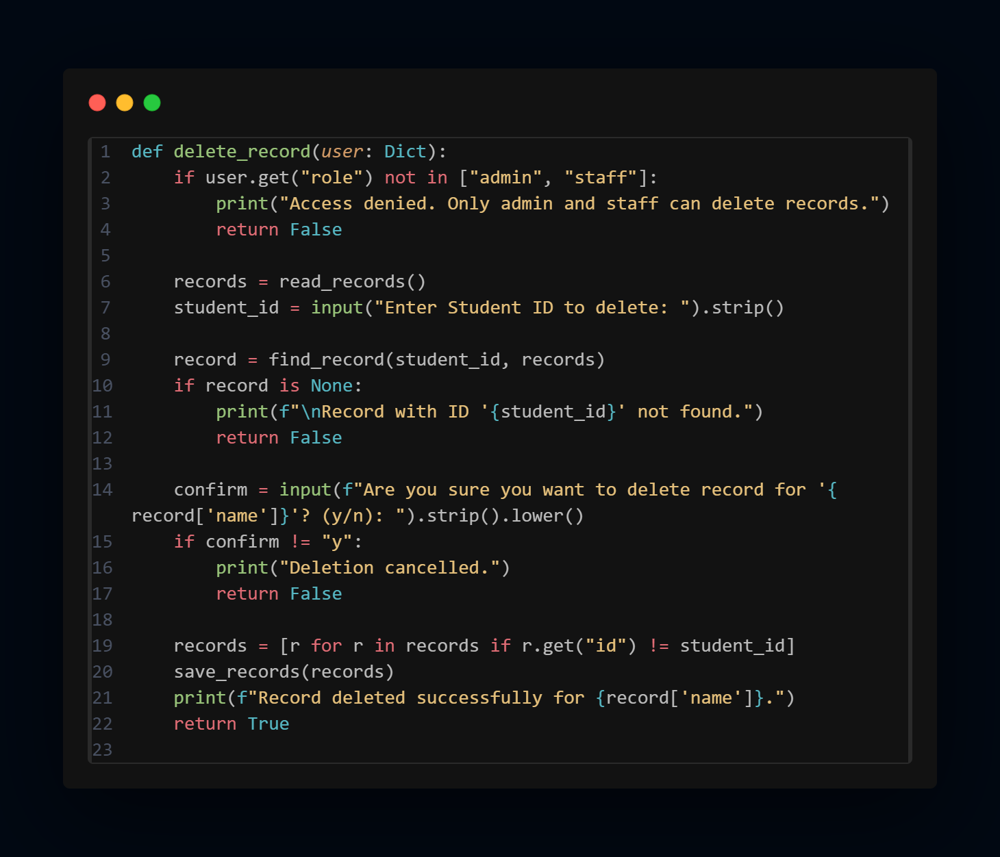 1 def delete_record(user: Dict):
2     if user.get("role") not in ["admin", "staff"]:
3         print("Access denied. Only admin and staff can delete records.")
4         return False
5
6     records = read_records()
7     student_id = input("Enter Student ID to delete: ").strip()
8
9     record = find_record(student_id, records)
10     if record is None:
11         print(f"\nRecord with ID '{student_id}' not found.")
12         return False
13
14     confirm = input(f"Are you sure you want to delete record for '{
record['name']}'? (y/n): ").strip().lower()
15     if confirm != "y":
16         print("Deletion cancelled.")
17         return False
18
19     records = [r for r in records if r.get("id") != student_id]
20     save_records(records)
21     print(f"Record deleted successfully for {record['name']}.")
22     return True
23